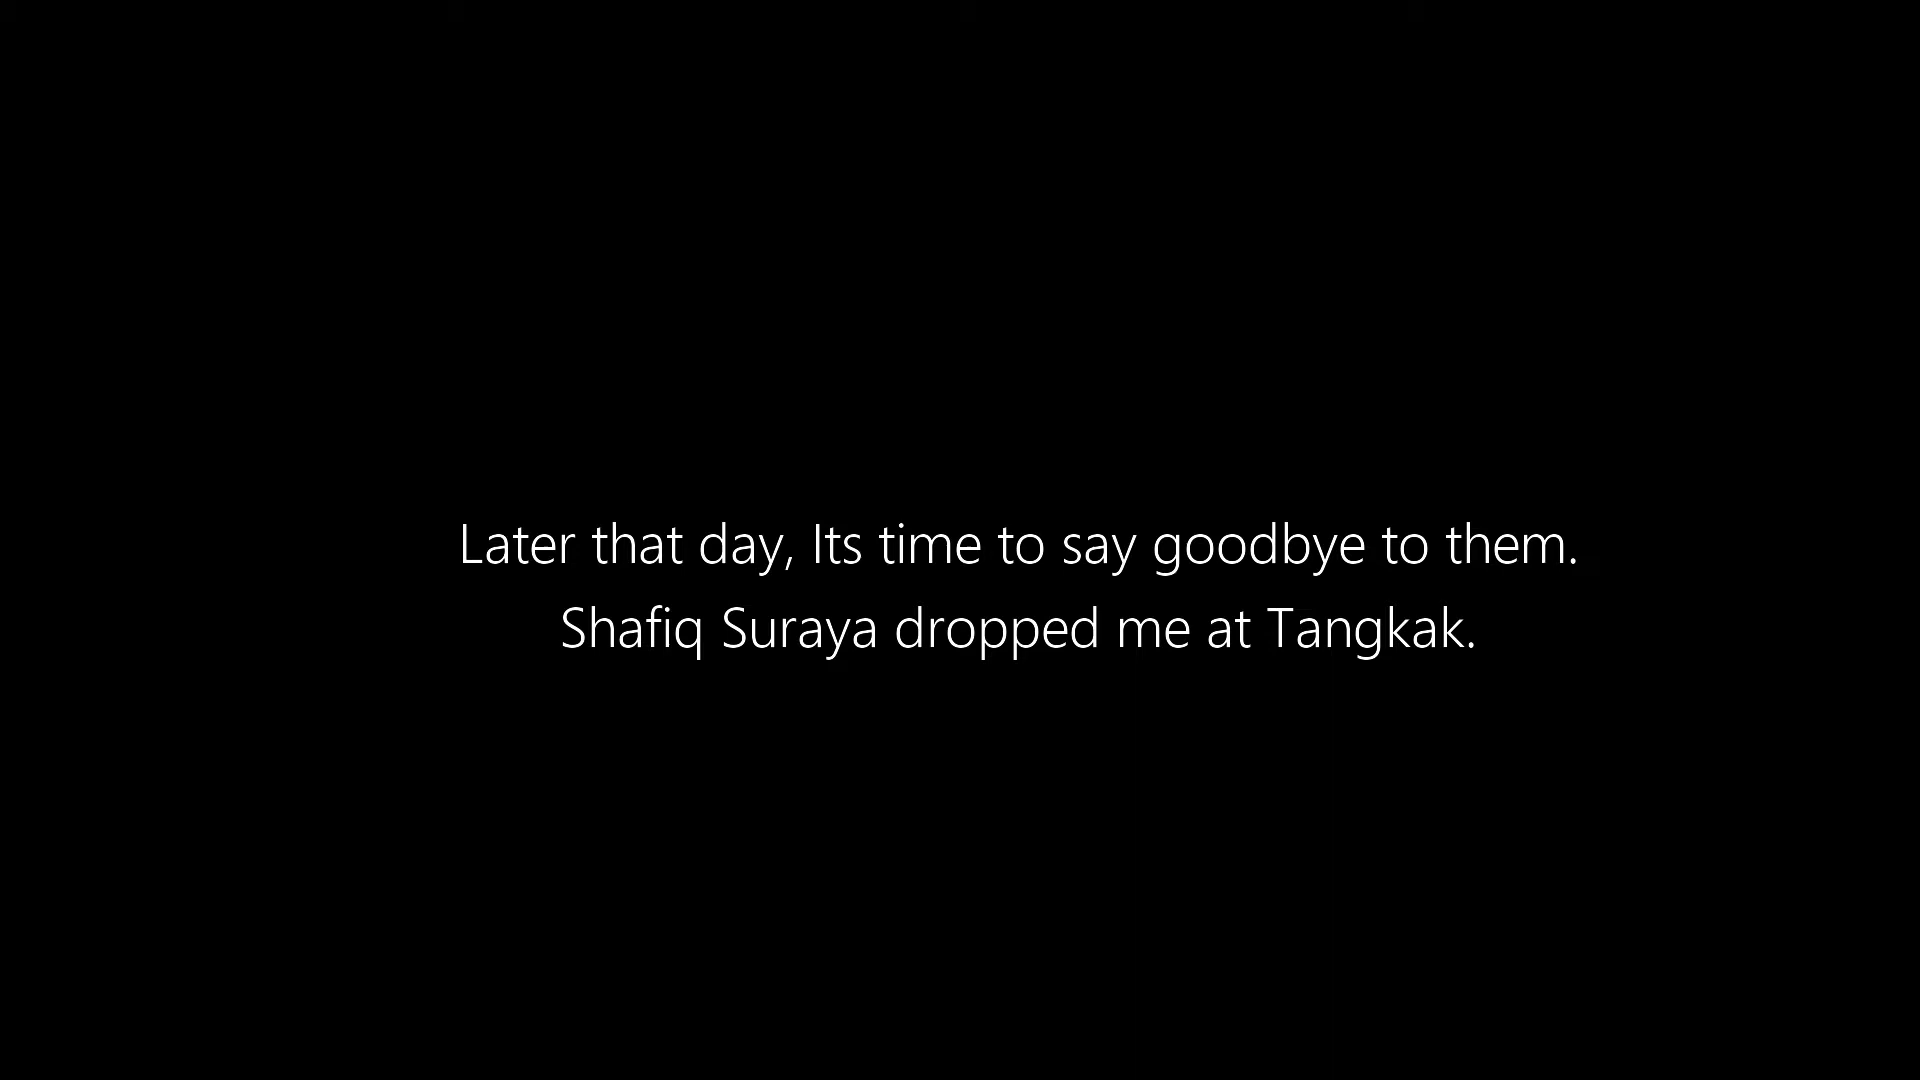 Later that day, Its time to say goodbye to them.
Shafiq Suraya dropped me at Tangkak.